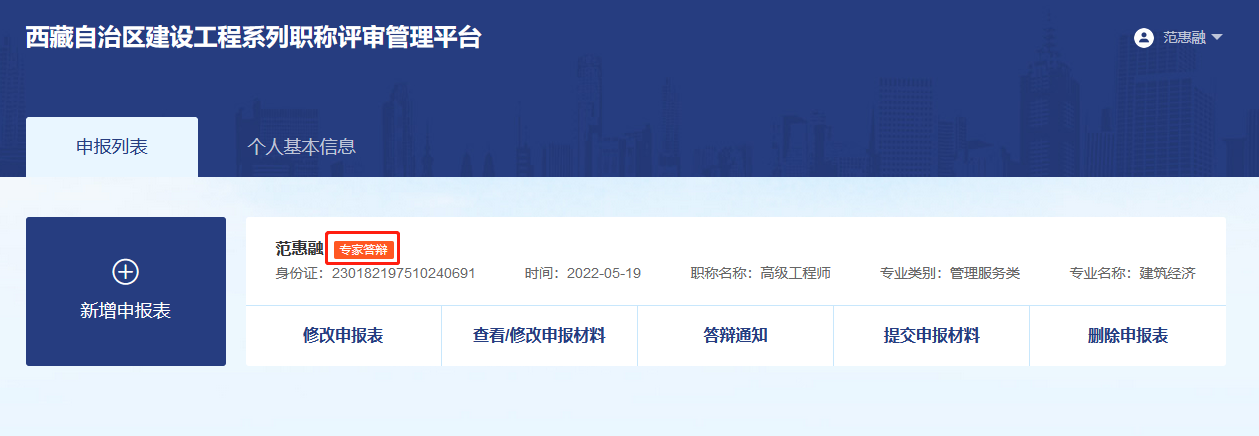 西藏自治区建设工程系列职称评审管理平台
范惠融
申报列表
个人基本信息
新增申报表
范惠融 专家答辩
身份证：230182197510240691 时间：2022-05-19 职称名称：高级工程师 专业类别：管理服务类 专业名称：建筑经济
修改申报表 查看/修改申报材料 答辩通知 提交申报材料 删除申报表